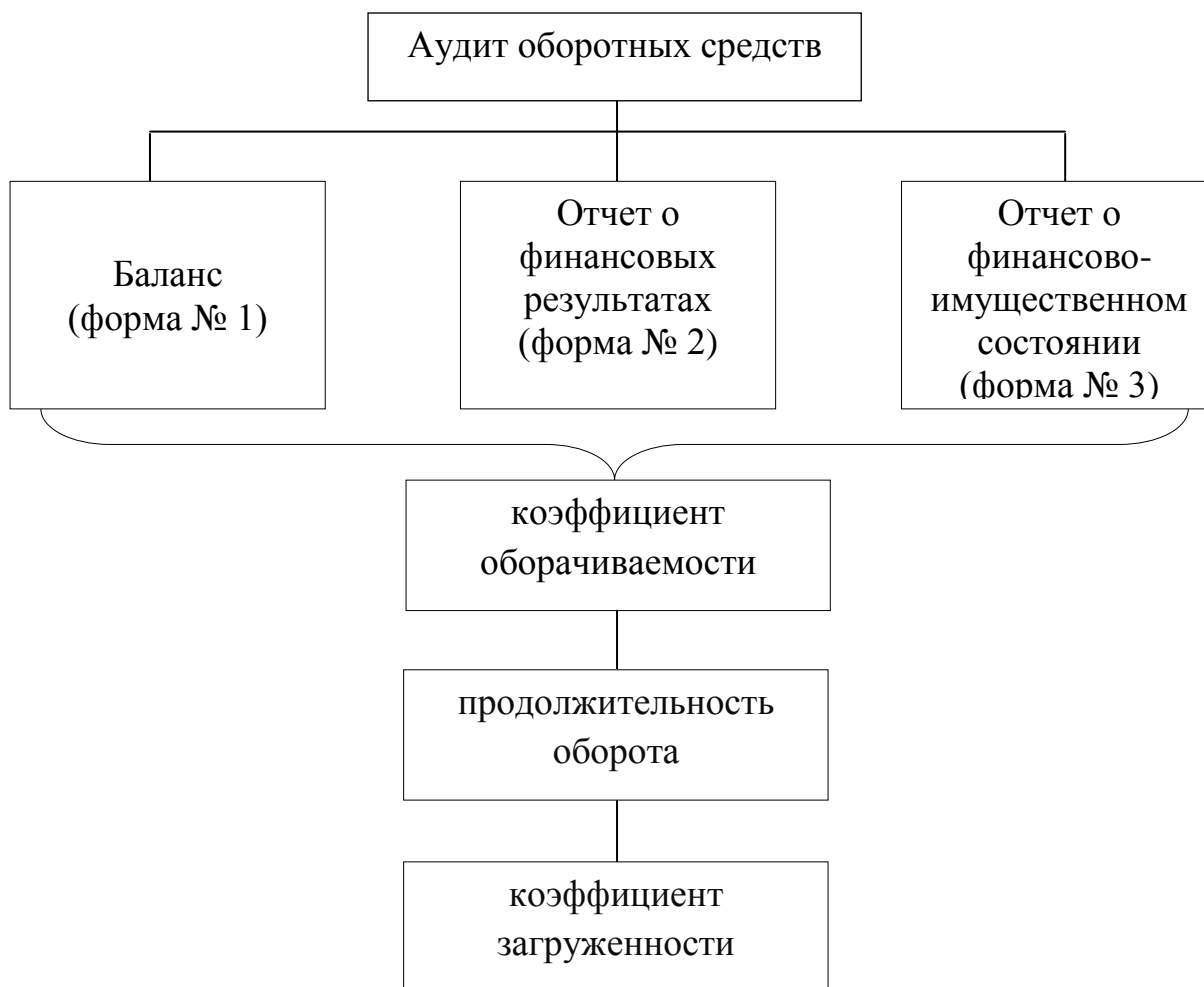 Аудит оборотных средств
Баланс
(форма № 1)
Отчет о
финансовых
результатах
(форма № 2)
Отчет о
финансово-
имущественном
состоянии
(форма № 3)
коэффициент
оборачиваемости
продолжительность
оборота
коэффициент
загруженности